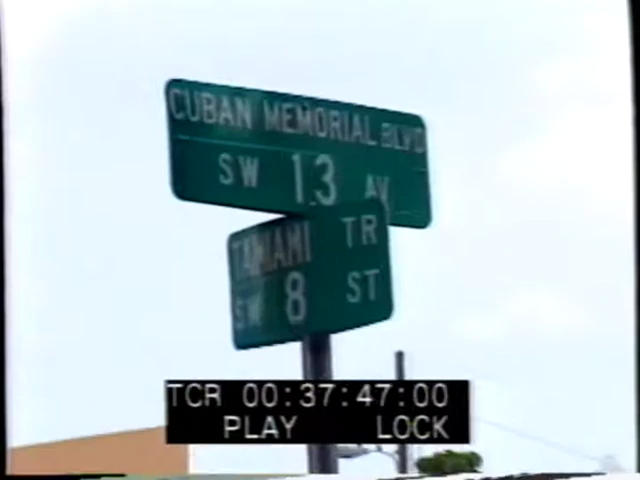 CUBAN MEMORIAL BLVD
SW 13 AV
TAMIAMI TR
SW 8 ST
TCR 00:37:47:00
PLAY LOCK